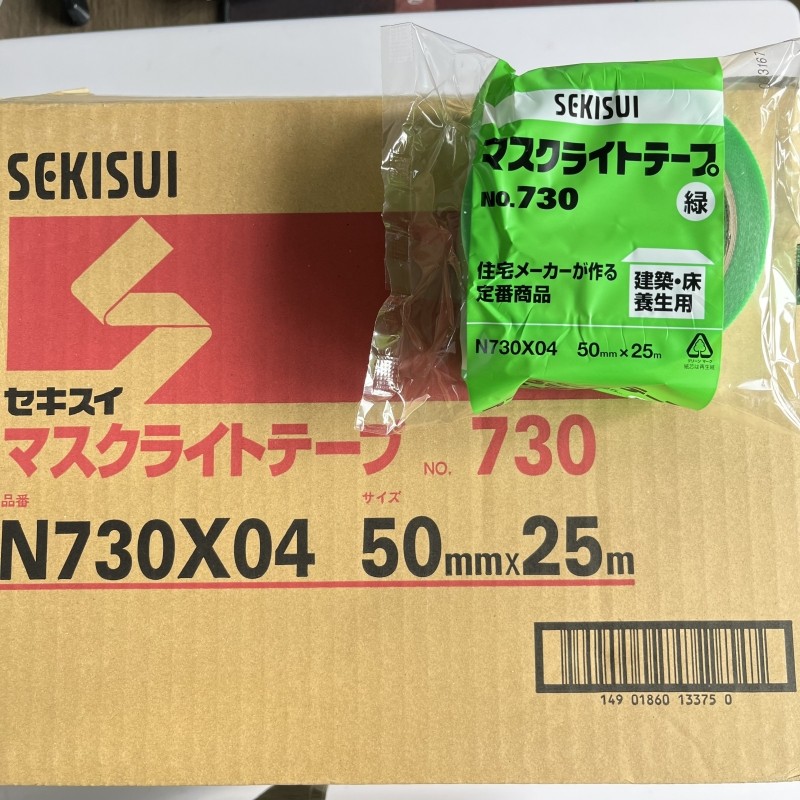 SEKISUI
マスクライトテープ
NO.730
緑
住宅メーカーが作る
定番商品
建築・床
養生用
N730X04 50mm×25m
SEKISUI
セキスイ
マスクライトテープ NO. 730
品番 サイズ
N730X04 50mm×25m
149 01860 13375 0